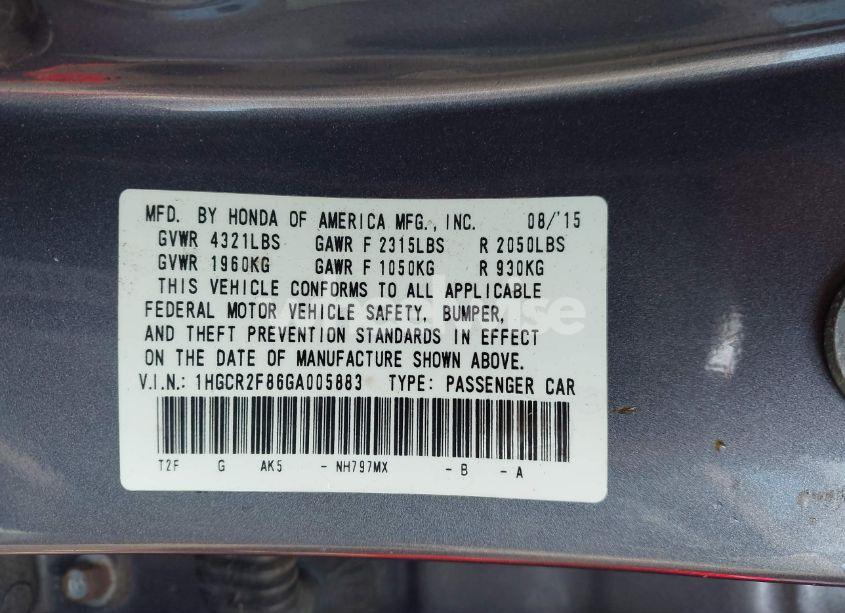 MFD. BY HONDA OF AMERICA MFG., INC. 08/'15
GVWR 4321LBS GAWR F 2315LBS R 2050LBS
GVWR 1960KG GAWR F 1050KG R 930KG
THIS VEHICLE CONFORMS TO ALL APPLICABLE
FEDERAL MOTOR VEHICLE SAFETY, BUMPER,
AND THEFT PREVENTION STANDARDS IN EFFECT
ON THE DATE OF MANUFACTURE SHOWN ABOVE.
V.I.N.: 1HGCR2F86GA005883 TYPE: PASSENGER CAR
T2F G AK5 - NH797MX - B - A